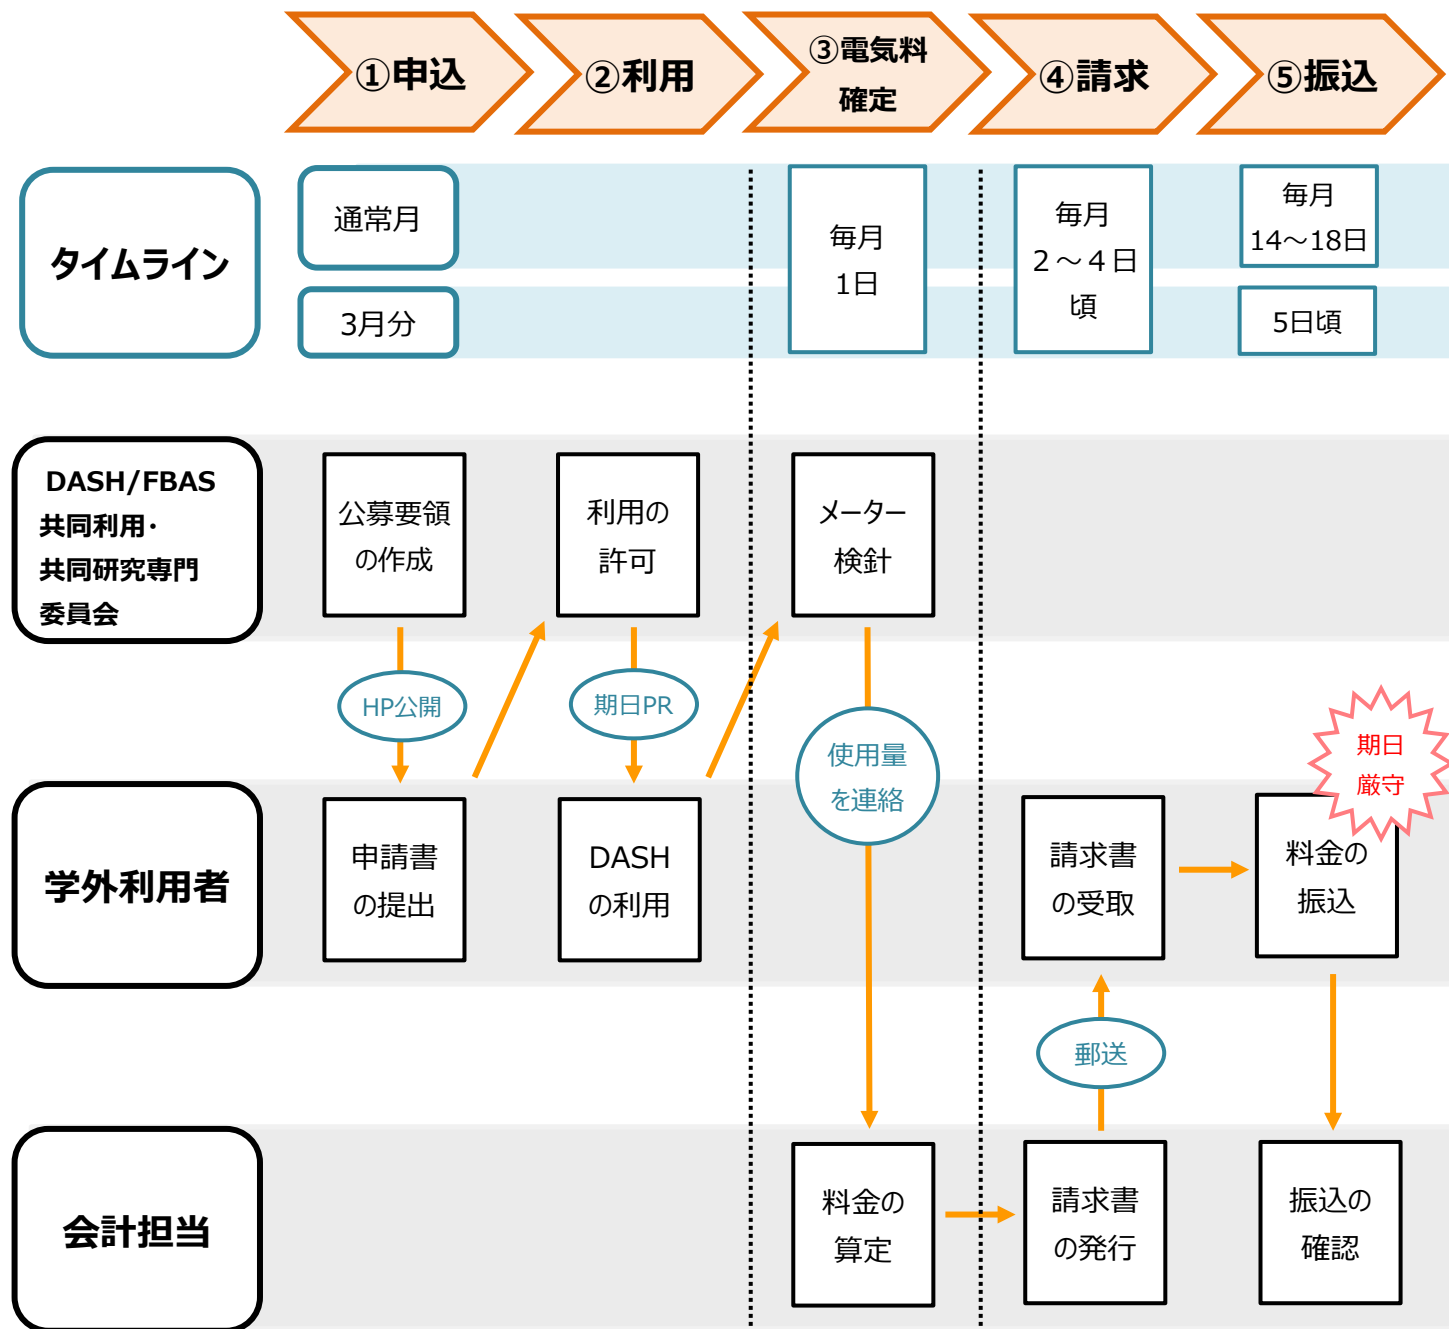 ①申込
②利用
③電気料
確定
④請求
⑤振込
タイムライン
通常月
3月分
毎月
1日
毎月
２～４日
頃
毎月
14～18日
5日頃
DASH/FBAS
共同利用・
共同研究専門
委員会
公募要領
の作成
利用の
許可
メーター
検針
HP公開
期日PR
使用量
を連絡
期日
厳守
学外利用者
申請書
の提出
DASH
の利用
請求書
の受取
料金の
振込
郵送
会計担当
料金の
算定
請求書
の発行
振込の
確認